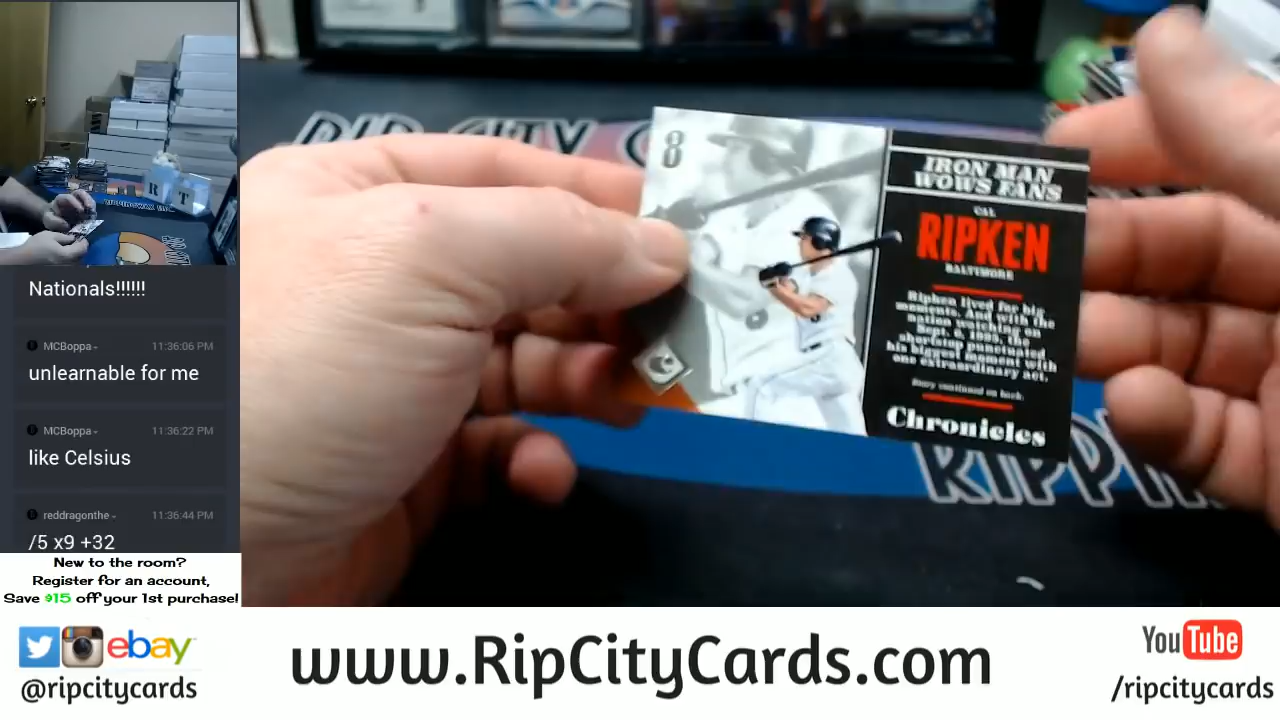 Nationals!!!!!!
MCBoppa
11:36:06 PM
unlearnable for me
MCBoppa
11:36:22 PM
like Celsius
reddragonthe
11:36:44 PM
/5 x9 +32
New to the room?
Register for an account,
Save $15 off your 1st purchase!
RIP CITY
8
IRON MAN
WOWS FANS
CAL
RIPKEN
BALTIMORE
Ripken lived for big
moments. And with the
nation watching on
Sept. 6, 1995, the
shortstop punctuated
his biggest moment with
one extraordinary act.
Story continued on back.
Chronicles
C
RIPPI
R T
ebay
@ripcitycards
www.RipCityCards.com
YouTube
/ripcitycards